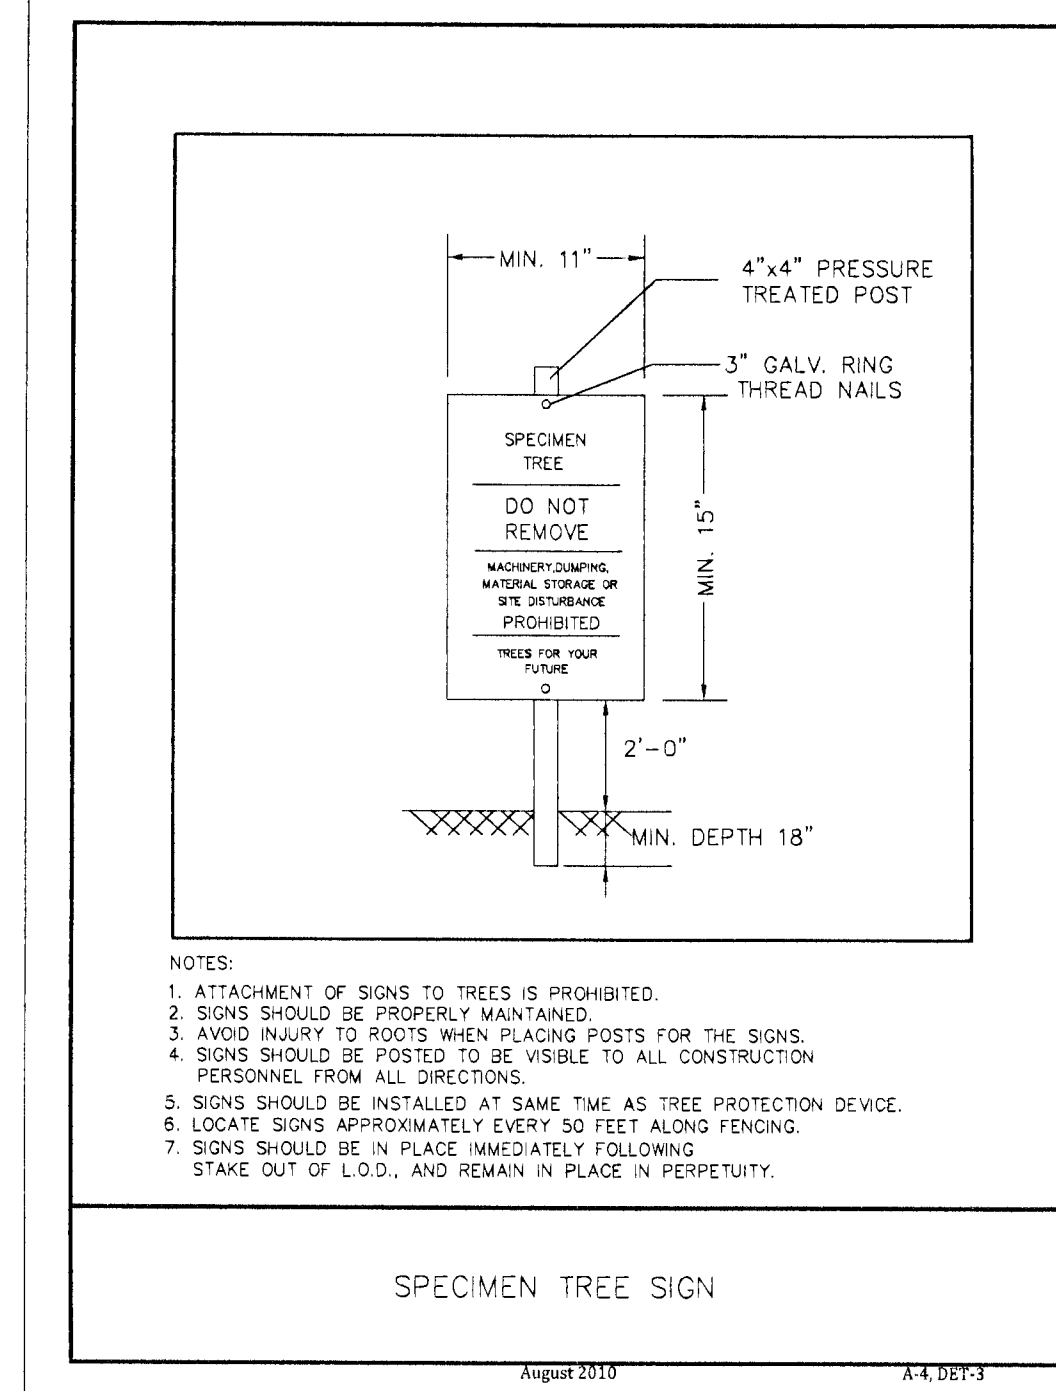 MIN. 11"
4"x4" PRESSURE
TREATED POST
3" GALV. RING
THREAD NAILS
SPECIMEN
TREE
DO NOT
REMOVE
MACHINERY,DUMPING,
MATERIAL STORAGE OR
SITE DISTURBANCE
PROHIBITED
TREES FOR YOUR
FUTURE
MIN. 15"
2'-0"
MIN. DEPTH 18"
NOTES:
1. ATTACHMENT OF SIGNS TO TREES IS PROHIBITED.
2. SIGNS SHOULD BE PROPERLY MAINTAINED.
3. AVOID INJURY TO ROOTS WHEN PLACING POSTS FOR THE SIGNS.
4. SIGNS SHOULD BE POSTED TO BE VISIBLE TO ALL CONSTRUCTION
PERSONNEL FROM ALL DIRECTIONS.
5. SIGNS SHOULD BE INSTALLED AT SAME TIME AS TREE PROTECTION DEVICE.
6. LOCATE SIGNS APPROXIMATELY EVERY 50 FEET ALONG FENCING.
7. SIGNS SHOULD BE IN PLACE IMMEDIATELY FOLLOWING
STAKE OUT OF L.O.D., AND REMAIN IN PLACE IN PERPETUITY.
SPECIMEN TREE SIGN
August 2010
A-4, DET-3